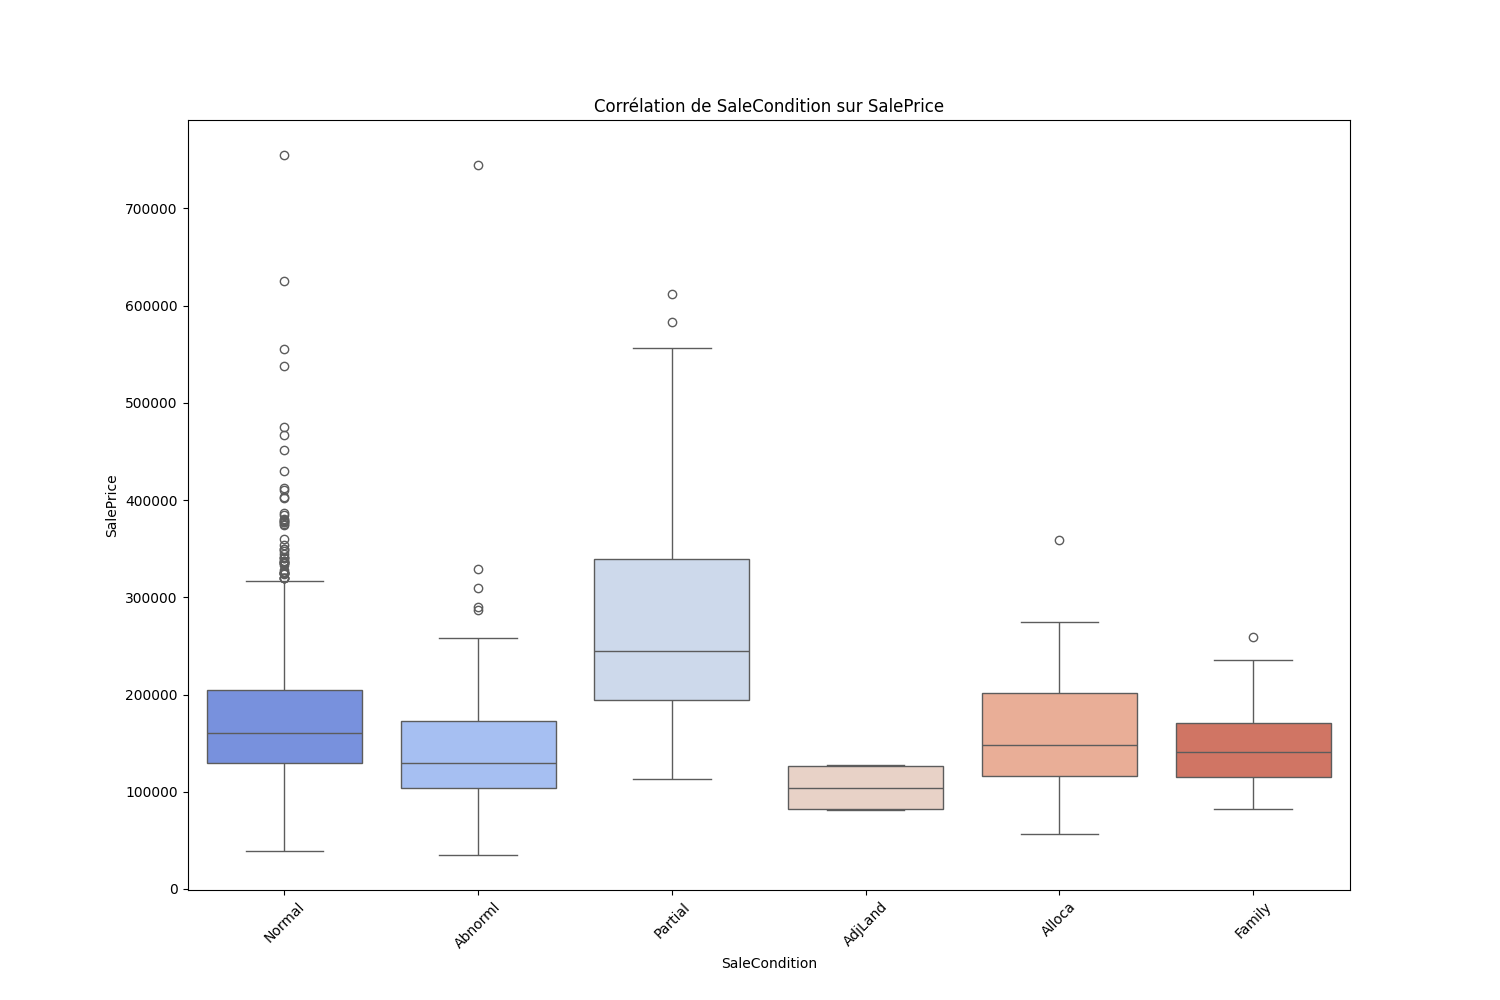 Corrélation de SaleCondition sur SalePrice
700000
600000
500000
400000
300000
200000
100000
0
SalePrice
Normal
Abnorml
Partial
AdjLand
Alloca
Family
SaleCondition